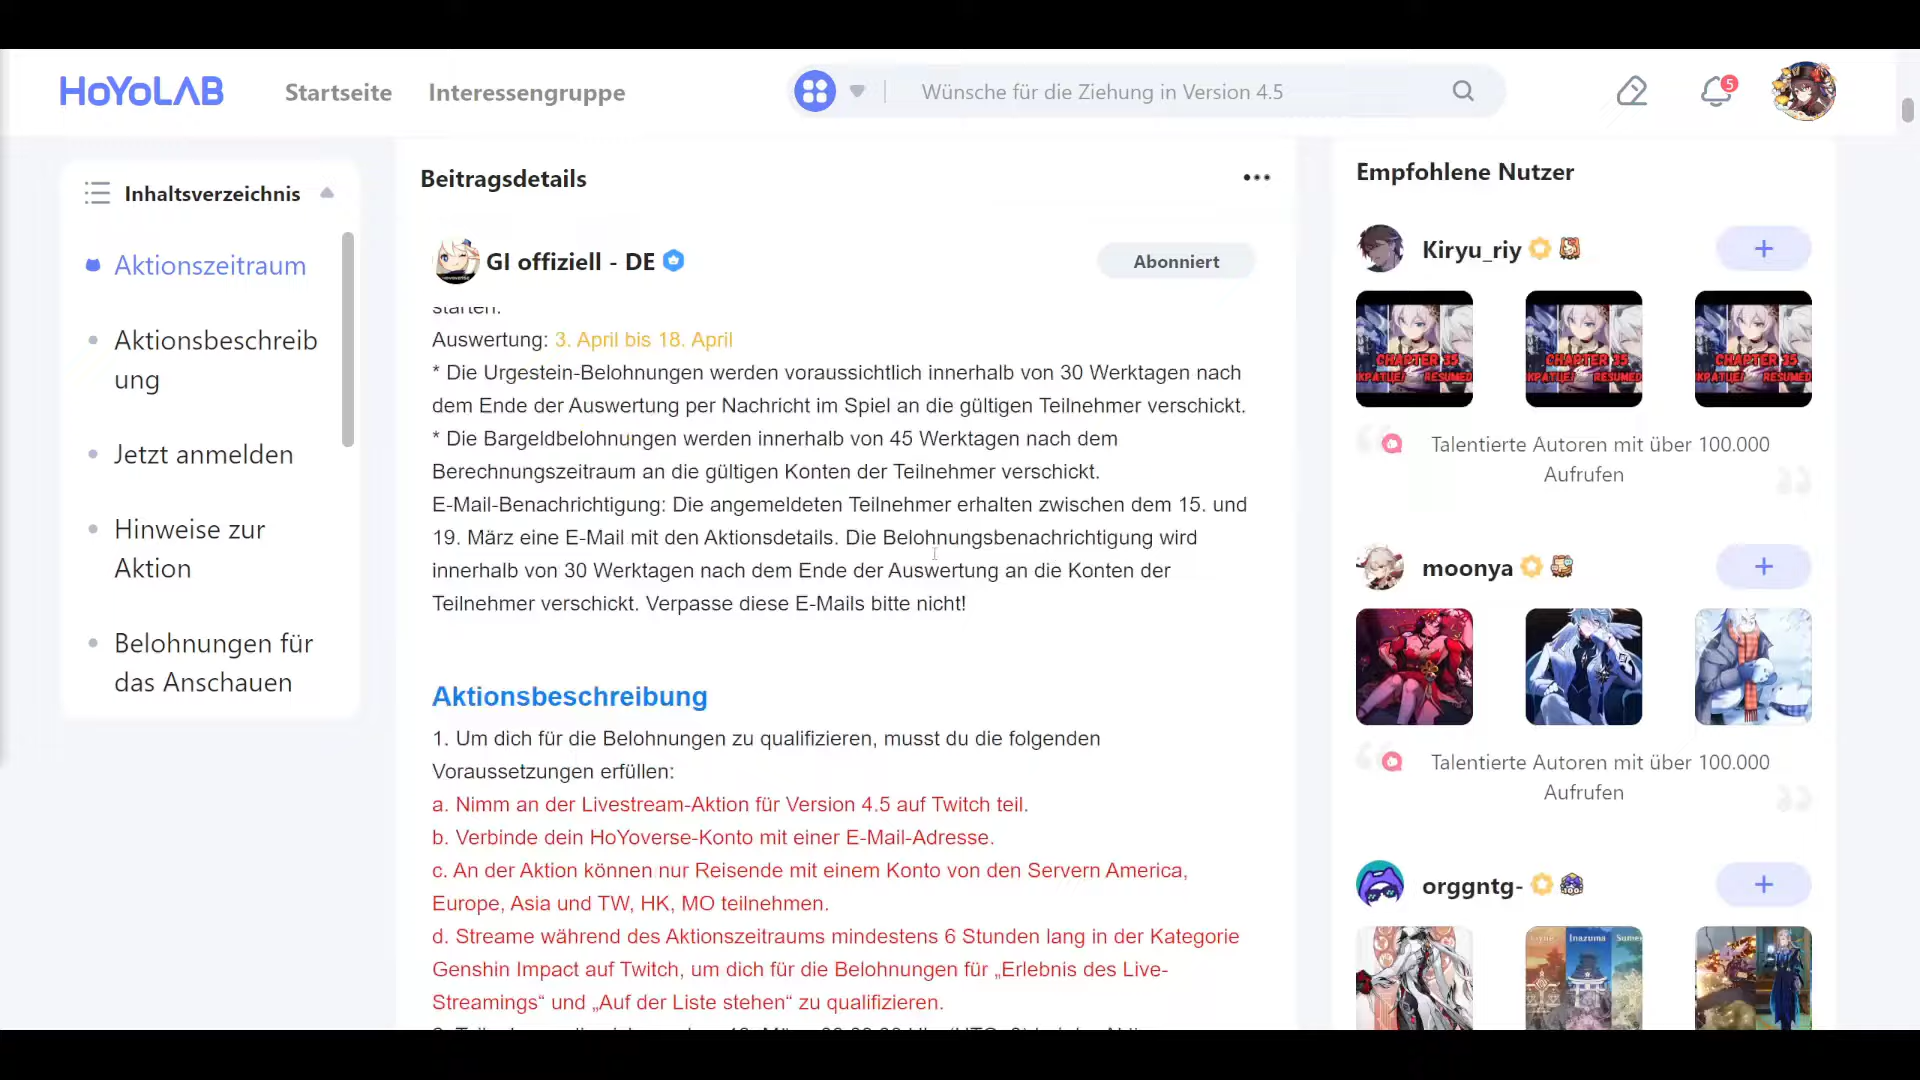 HoYoLAB
Startseite
Interessengruppe
Wünsche für die Ziehung in Version 4.5
5
Inhaltsverzeichnis
Aktionszeitraum
Aktionsbeschreib
ung
Jetzt anmelden
Hinweise zur
Aktion
Belohnungen für
das Anschauen
Beitragsdetails
GI offiziell - DE
Abonniert
starten.
Auswertung: 3. April bis 18. April
* Die Urgestein-Belohnungen werden voraussichtlich innerhalb von 30 Werktagen nach
dem Ende der Auswertung per Nachricht im Spiel an die gültigen Teilnehmer verschickt.
* Die Bargeldbelohnungen werden innerhalb von 45 Werktagen nach dem
Berechnungszeitraum an die gültigen Konten der Teilnehmer verschickt.
E-Mail-Benachrichtigung: Die angemeldeten Teilnehmer erhalten zwischen dem 15. und
19. März eine E-Mail mit den Aktionsdetails. Die Belohnungsbenachrichtigung wird
innerhalb von 30 Werktagen nach dem Ende der Auswertung an die Konten der
Teilnehmer verschickt. Verpasse diese E-Mails bitte nicht!
Aktionsbeschreibung
1. Um dich für die Belohnungen zu qualifizieren, musst du die folgenden
Voraussetzungen erfüllen:
a. Nimm an der Livestream-Aktion für Version 4.5 auf Twitch teil.
b. Verbinde dein HoYoverse-Konto mit einer E-Mail-Adresse.
c. An der Aktion können nur Reisende mit einem Konto von den Servern America,
Europe, Asia und TW, HK, MO teilnehmen.
d. Streame während des Aktionszeitraums mindestens 6 Stunden lang in der Kategorie
Genshin Impact auf Twitch, um dich für die Belohnungen für „Erlebnis des Live-
Streamings“ und „Auf der Liste stehen“ zu qualifizieren.
Empfohlene Nutzer
Kiryu_riy
CHAPTER 35
RESUMED
CHAPTER 35
RESUMED
CHAPTER 35
RESUMED
Talentierte Autoren mit über 100.000
Aufrufen
moonya
Talentierte Autoren mit über 100.000
Aufrufen
orggntg-
Inazuma